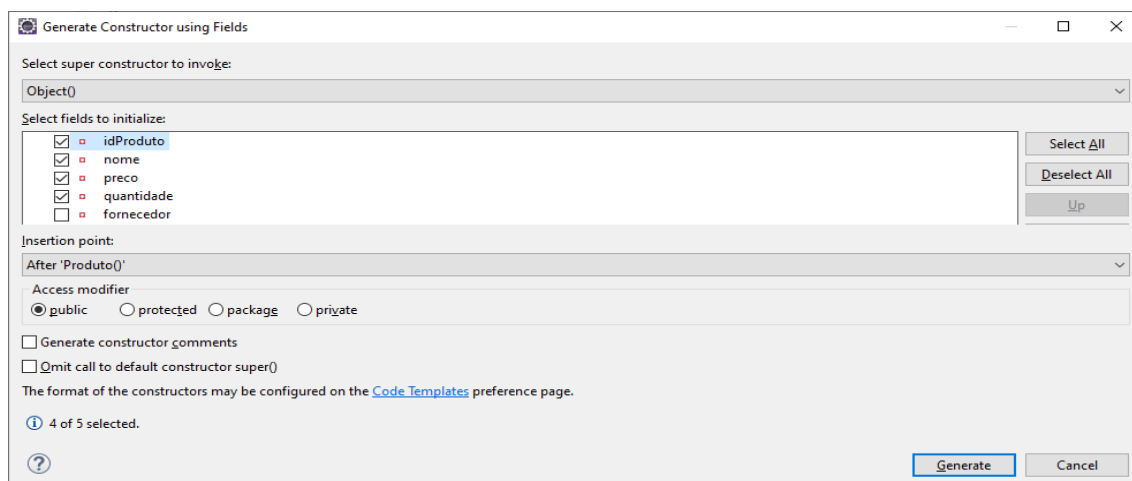 Generate Constructor using Fields
Select super constructor to invoke:
Object()
Select fields to initialize:
idProduto
nome
preco
quantidade
fornecedor
Select All
Deselect All
Up
Insertion point:
After 'Produto()'
Access modifier
public protected package private
Generate constructor comments
Omit call to default constructor super()
The format of the constructors may be configured on the Code Templates preference page.
4 of 5 selected.
Generate Cancel